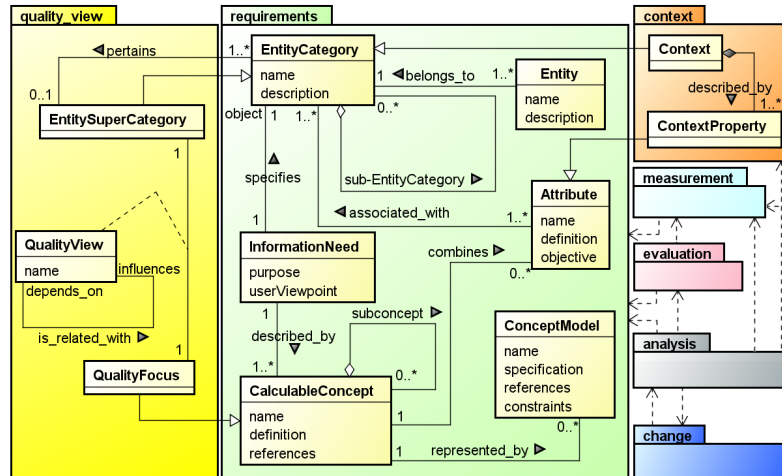 quality_view
pertains
1..*
0..1
EntitySuperCategory
1
QualityView
name
influences
depends_on
is_related_with
1
QualityFocus
requirements
EntityCategory
name
description
1
belongs_to
1..*
Entity
name
description
object
1
1..*
0..*
sub-EntityCategory
specifies
associated_with
1..*
Attribute
name
definition
objective
1
InformationNeed
purpose
userViewpoint
combines
0..*
1
described_by
subconcept
1..*
0..*
ConceptModel
name
specification
references
constraints
CalculableConcept
name
definition
references
1
1
represented_by
0..*
context
Context
described_by
1..*
ContextProperty
measurement
evaluation
analysis
change